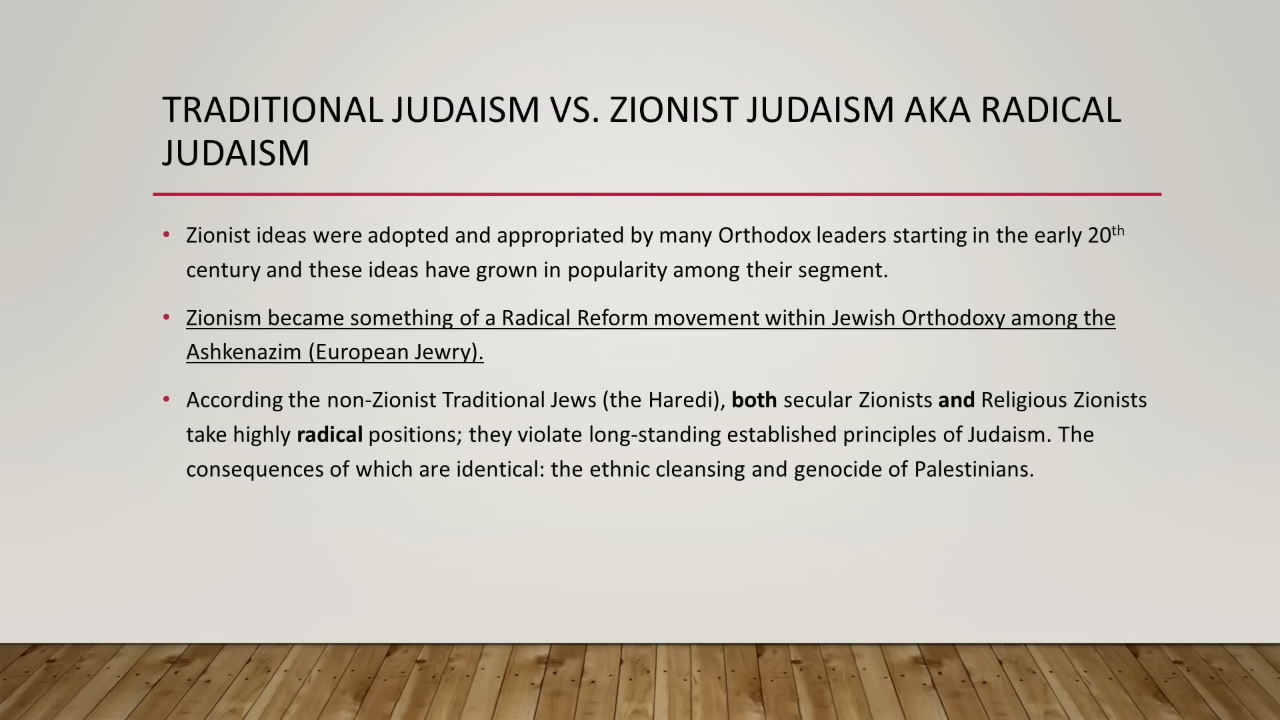 TRADITIONAL JUDAISM VS. ZIONIST JUDAISM AKA RADICAL
JUDAISM
• Zionist ideas were adopted and appropriated by many Orthodox leaders starting in the early 20th
century and these ideas have grown in popularity among their segment.
• Zionism became something of a Radical Reform movement within Jewish Orthodoxy among the
Ashkenazim (European Jewry).
• According the non-Zionist Traditional Jews (the Haredi), both secular Zionists and Religious Zionists
take highly radical positions; they violate long-standing established principles of Judaism. The
consequences of which are identical: the ethnic cleansing and genocide of Palestinians.